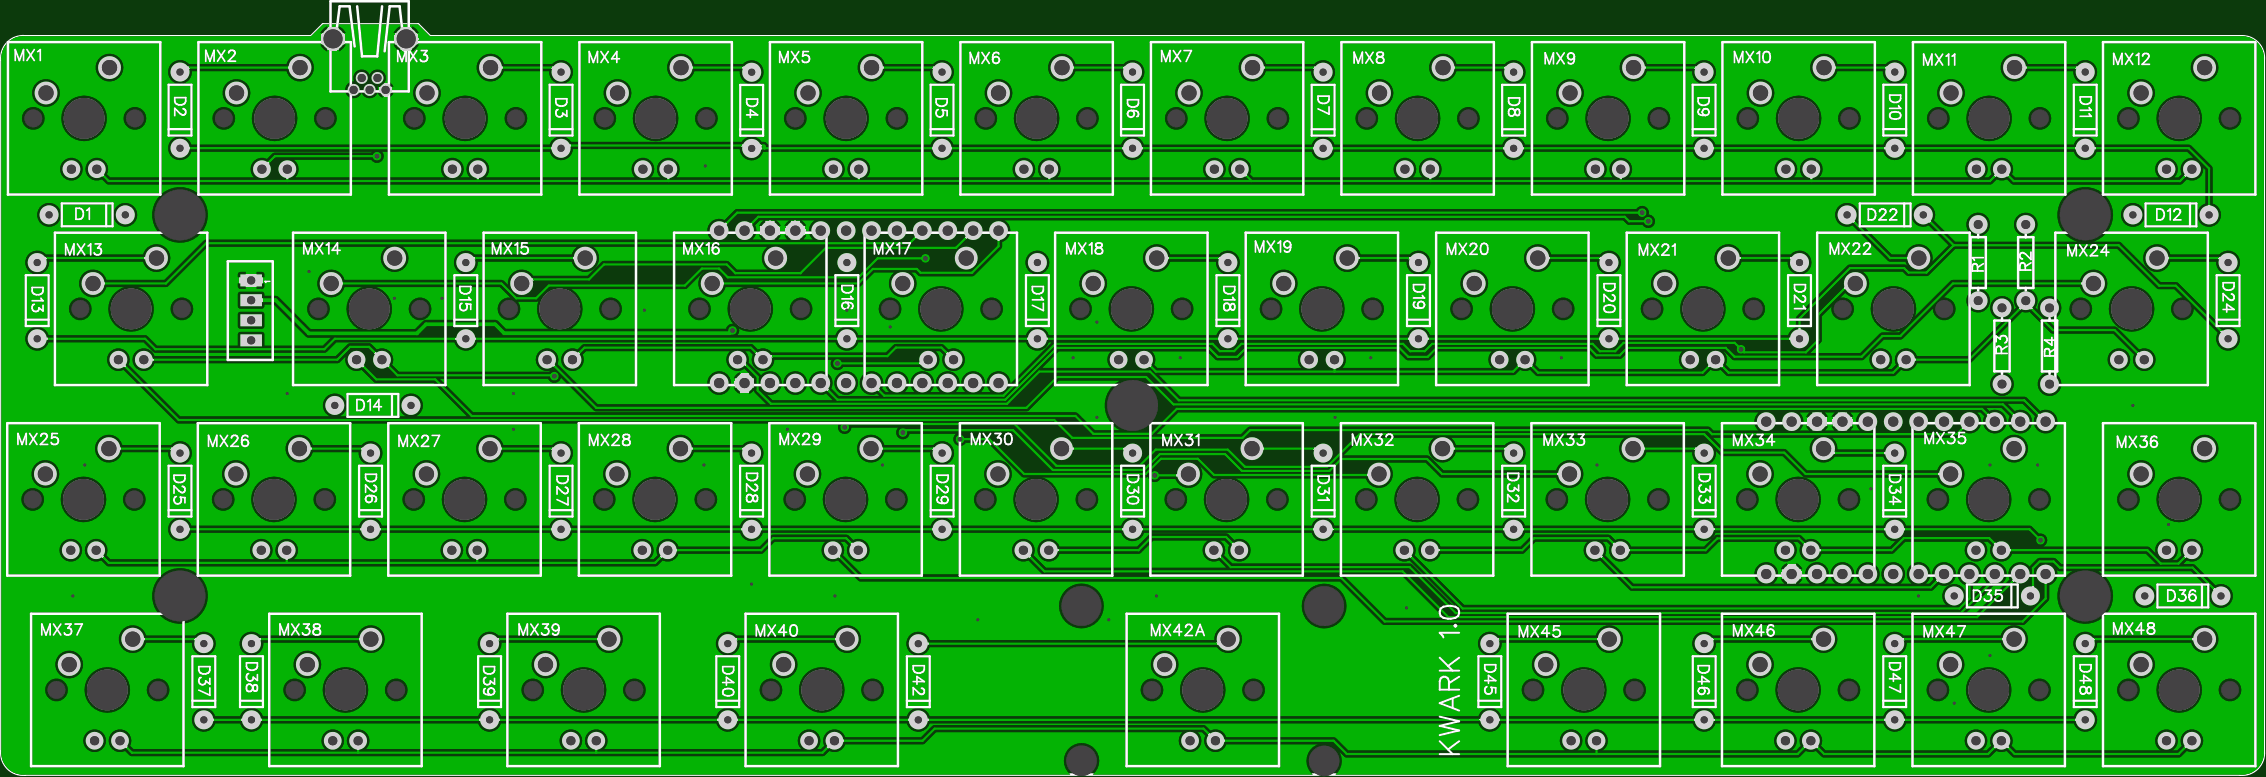 MX1 MX2 MX3 MX4 MX5 MX6 MX7 MX8 MX9 MX10 MX11 MX12
D2 D3 D4 D5 D6 D7 D8 D9 D10 D11
D1 D22 D12
MX13 MX14 MX15 MX16 MX17 MX18 MX19 MX20 MX21 MX22 MX24
R1 R2
D13 D15 D16 D17 D18 D19 D20 D21 D24
1
R3 R4
D14
MX25 MX26 MX27 MX28 MX29 MX30 MX31 MX32 MX33 MX34 MX35 MX36
D25 D26 D27 D28 D29 D30 D31 D32 D33 D34
D35 D36
MX37 MX38 MX39 MX40 MX42A MX45 MX46 MX47 MX48
D37 D38 D39 D40 D42 D45 D46 D47 D48
KWARK 1.0